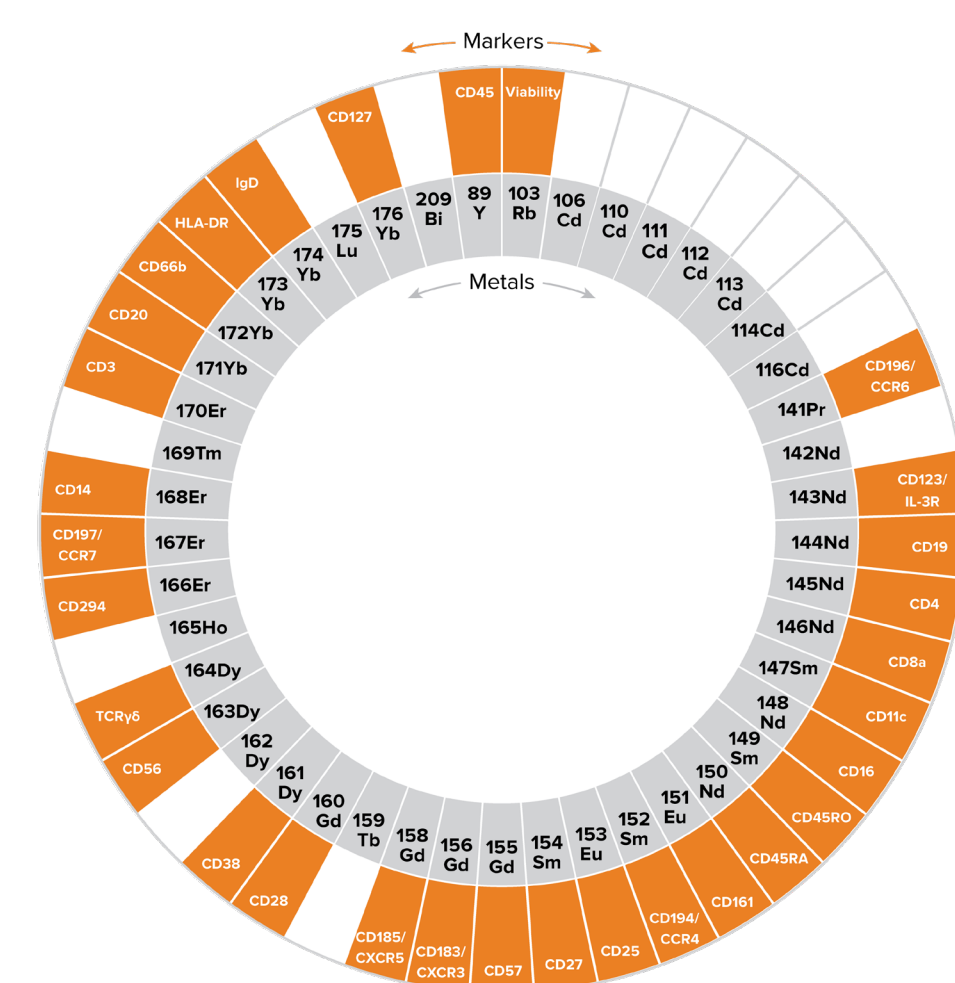 Markers
CD45
Viability
CD196/
CCR6
CD123/
IL-3R
CD19
CD4
CD8a
CD11c
CD16
CD45RO
CD45RA
CD161
CD194/
CCR4
CD25
CD27
CD57
CD183/
CXCR3
CD185/
CXCR5
CD28
CD38
CD56
TCRγδ
CD294
CD197/
CCR7
CD14
CD3
CD20
CD66b
HLA-DR
IgD
CD127
89
Y
103
Rb
106
Cd
110
Cd
111
Cd
112
Cd
113
Cd
114Cd
116Cd
141Pr
142Nd
143Nd
144Nd
145Nd
146Nd
147Sm
148
Nd
149
Sm
150
Nd
151
Eu
152
Sm
153
Eu
154
Sm
155
Gd
156
Gd
158
Gd
159
Tb
160
Gd
161
Dy
162
Dy
163Dy
164Dy
165Ho
166Er
167Er
168Er
169Tm
170Er
171Yb
172Yb
173
Yb
174
Yb
175
Lu
176
Yb
209
Bi
Metals